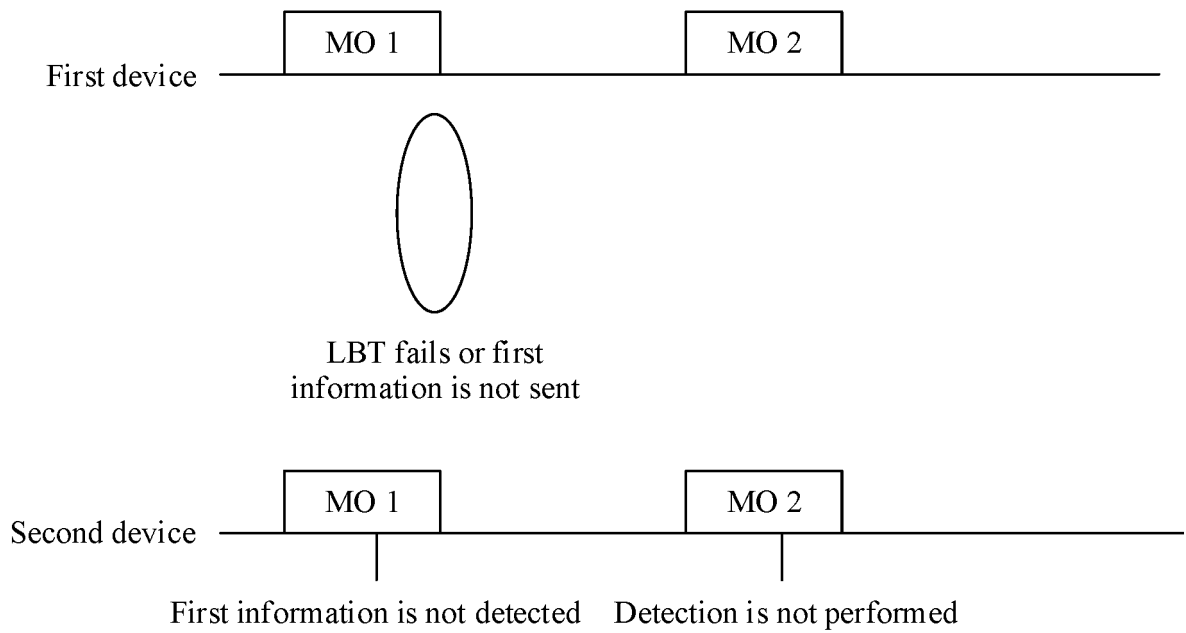 MO 1
MO 2
First device
LBT fails or first
information is not sent
MO 1
MO 2
Second device
First information is not detected
Detection is not performed